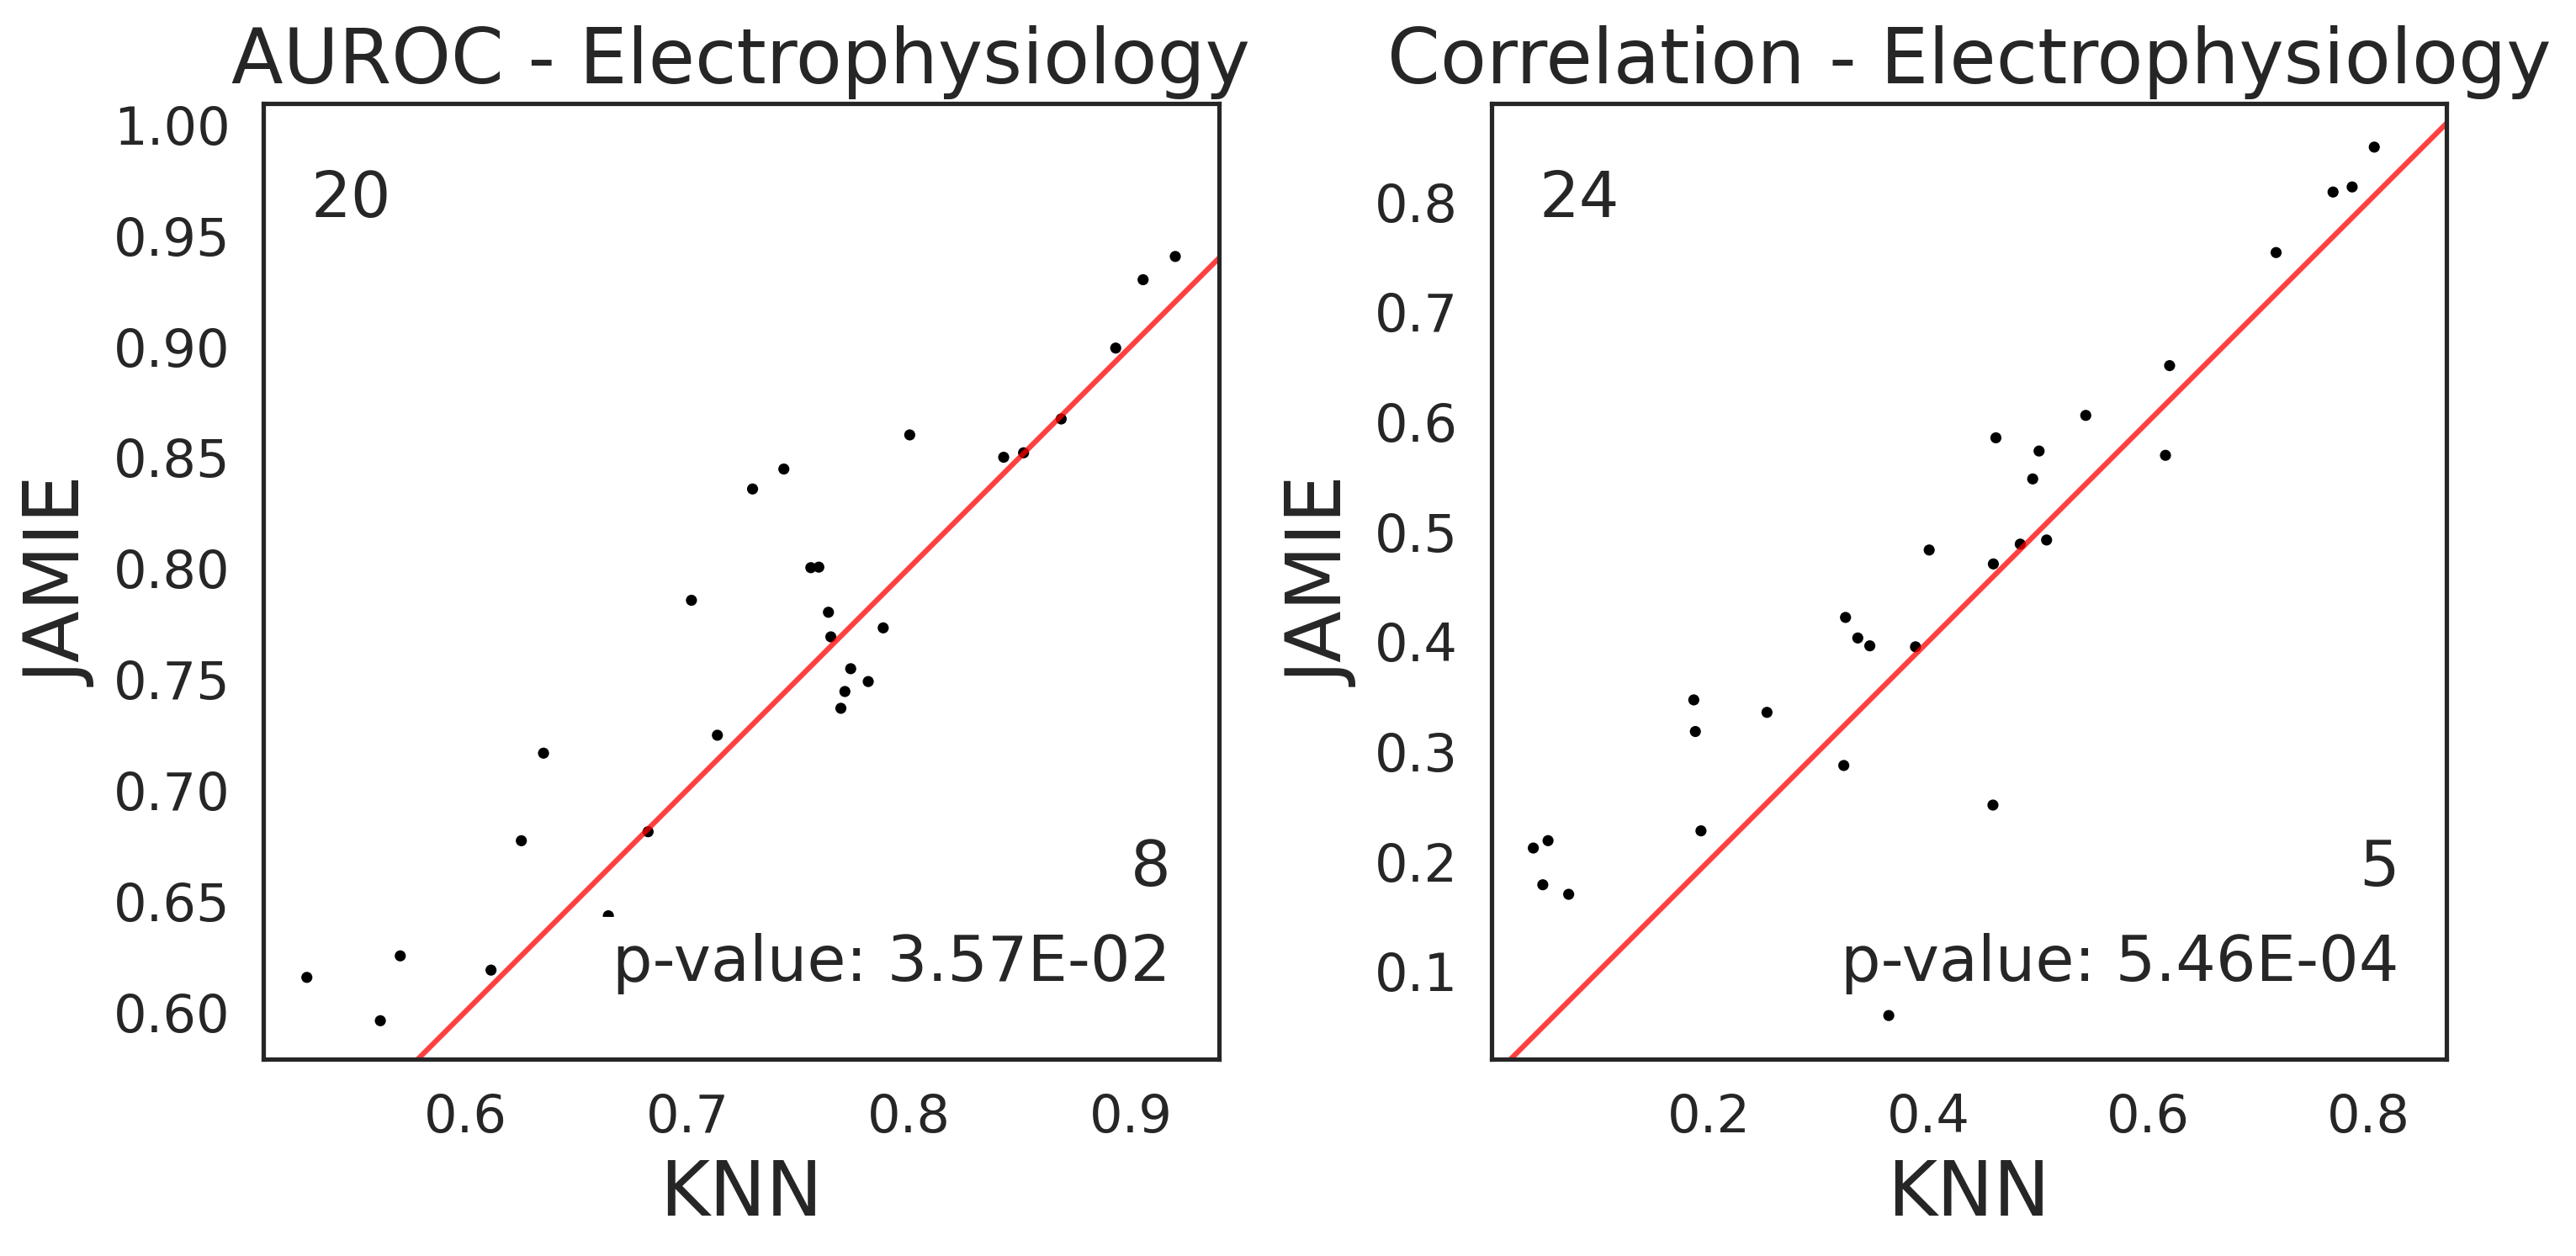 AUROC - Electrophysiology
1.00
0.95
0.90
0.85
0.80
0.75
0.70
0.65
0.60
JAMIE
20
8
p-value: 3.57E-02
0.6 0.7 0.8 0.9
KNN
Correlation - Electrophysiology
0.8
0.7
0.6
0.5
0.4
0.3
0.2
0.1
JAMIE
24
5
p-value: 5.46E-04
0.2 0.4 0.6 0.8
KNN